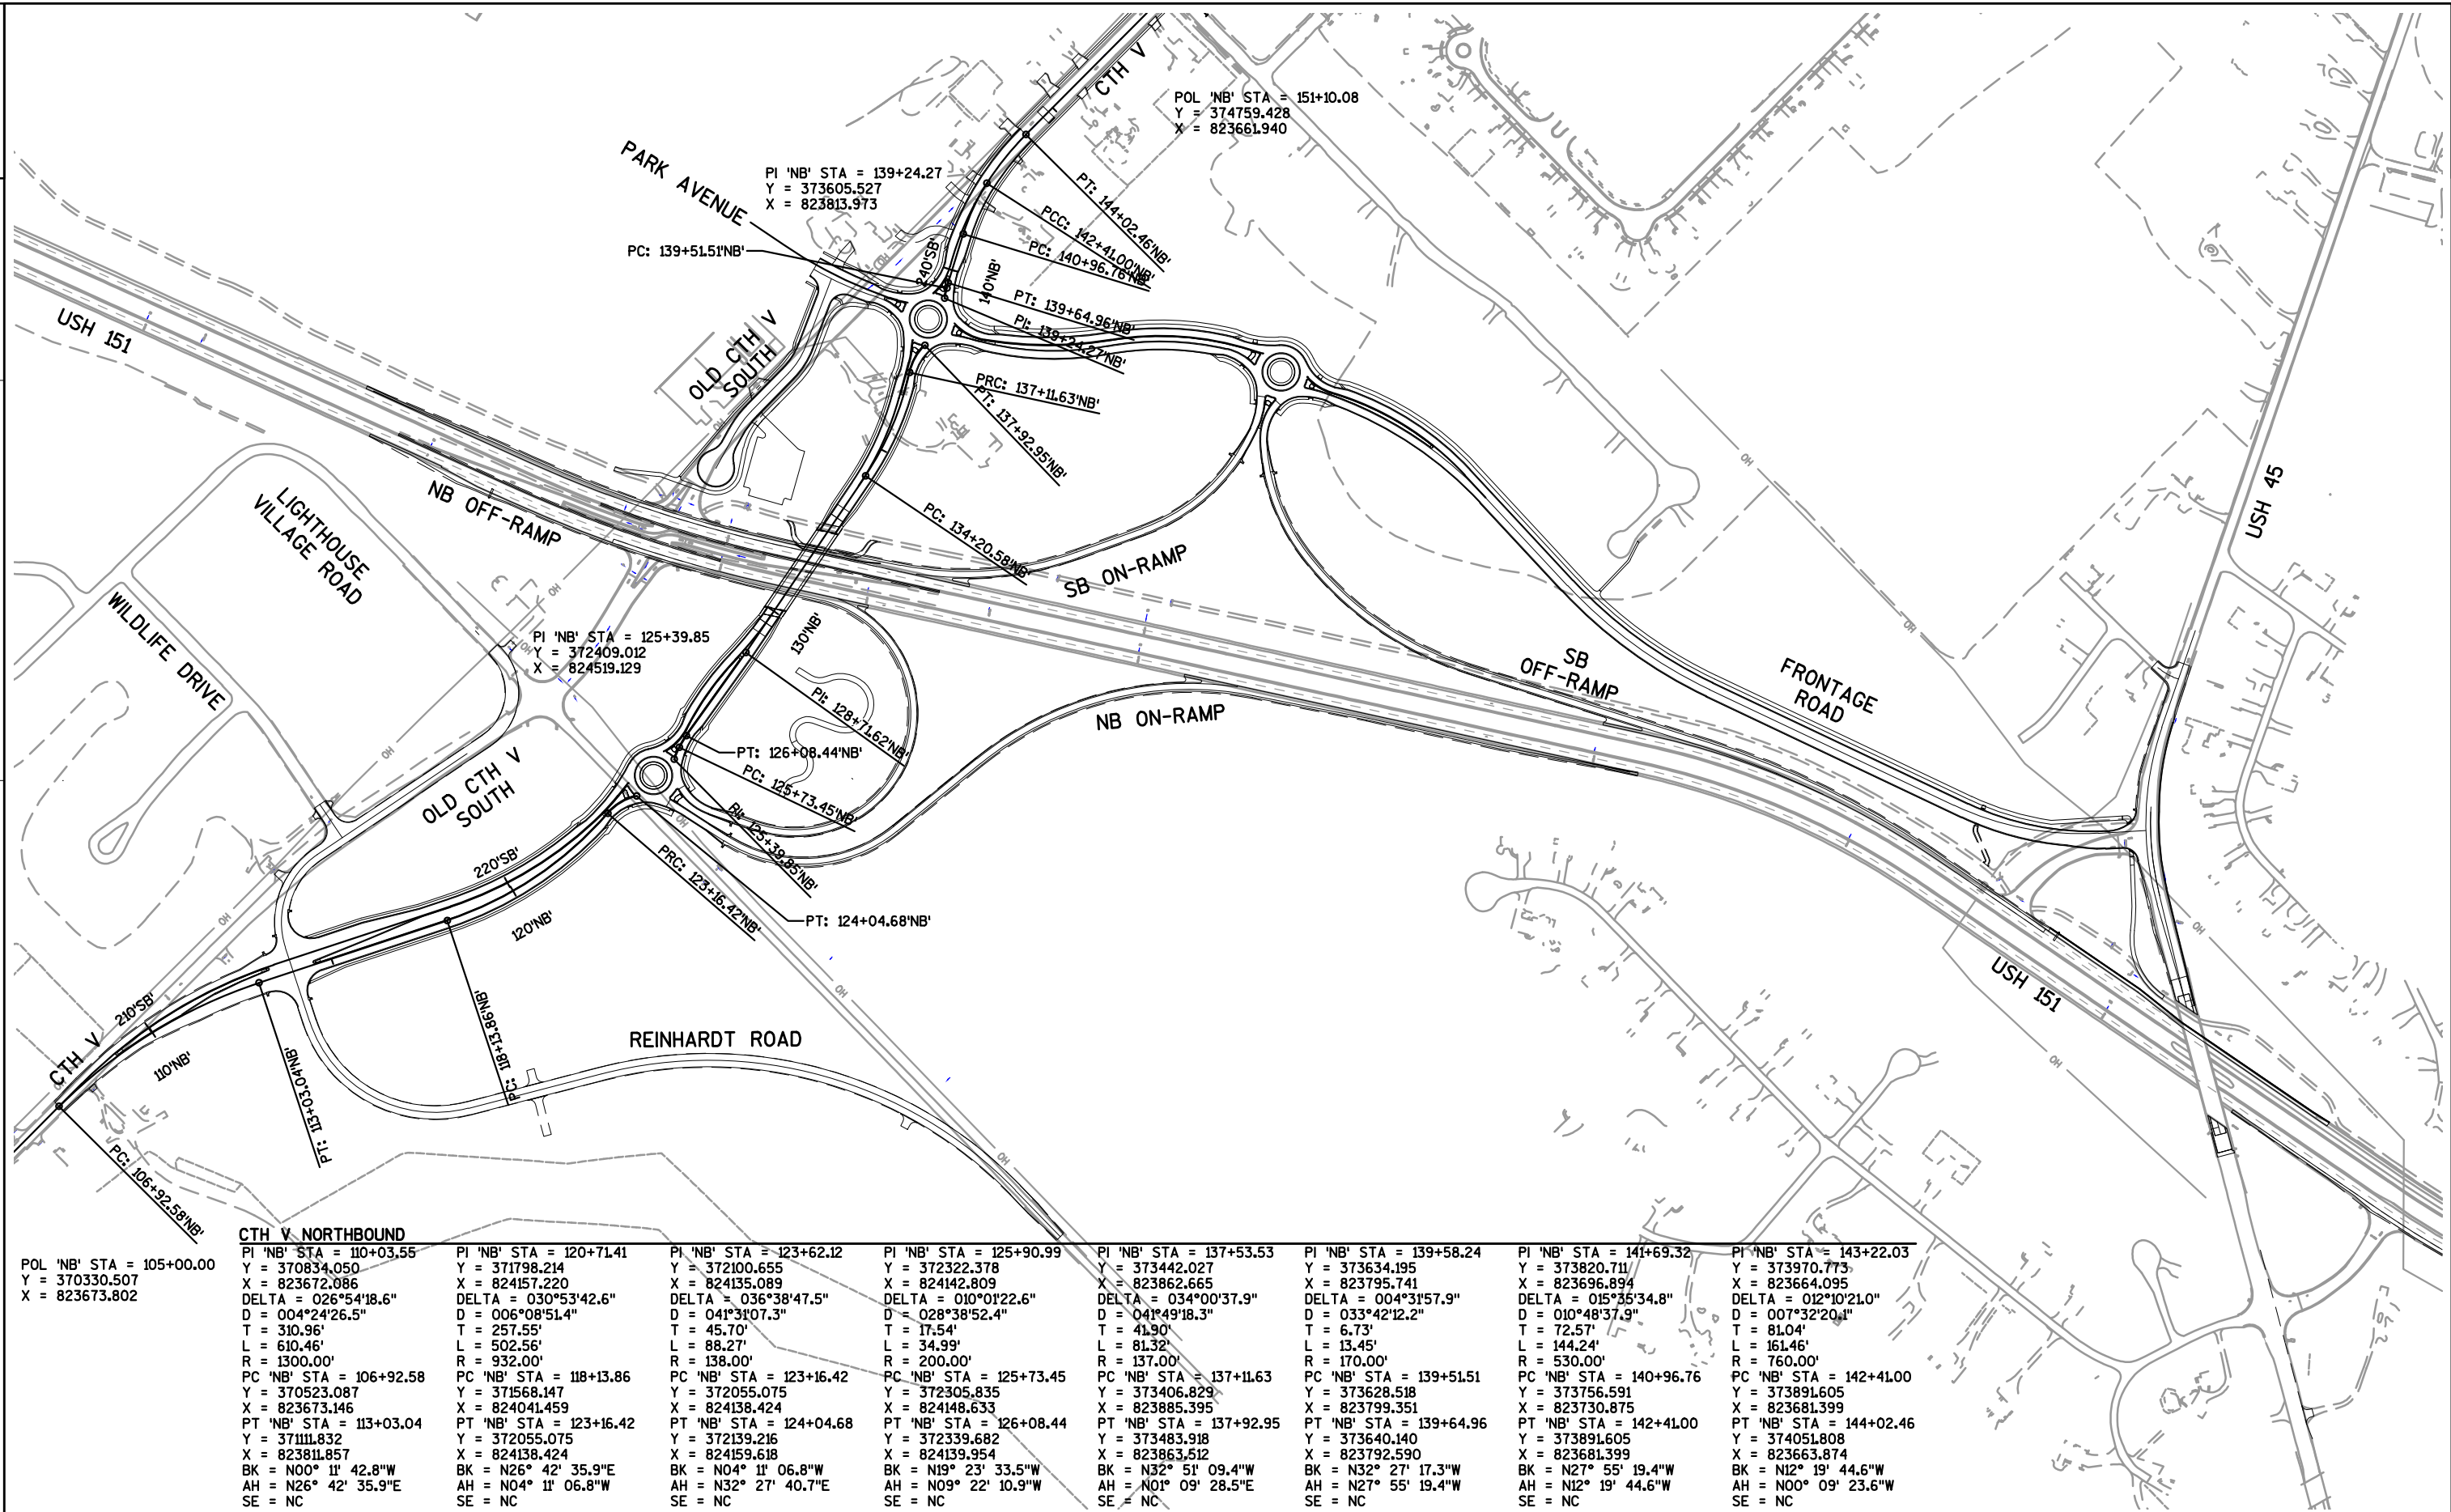 CTH V
POL 'NB' STA = 151+10.08
Y = 374759.428
X = 823661.940
PARK AVENUE
PI 'NB' STA = 139+24.27
Y = 373605.527
X = 823813.973
PC: 139+51.51'NB'
PT: 144+02.46'NB'
PCC: 142+41.00'NB'
PC: 140+96.76'NB'
240'SB'
140'NB'
PT: 139+64.96'NB'
PI: 139+24.27'NB'
PRC: 137+11.63'NB'
PT: 137+92.95'NB'
USH 151
OLD CTH V
SOUTH
NB OFF-RAMP
LIGHTHOUSE
VILLAGE ROAD
WILDLIFE DRIVE
PC: 134+20.58'NB'
SB ON-RAMP
USH 45
OH
OH
OH
OH
OH
OH
OH
OH
OH
OH
OH
OH
OH
PI 'NB' STA = 125+39.85
Y = 372409.012
X = 824519.129
130'NB'
PI: 128+71.62'NB'
PT: 126+08.44'NB'
PC: 125+73.45'NB'
PI: 125+39.85'NB'
NB ON-RAMP
SB
OFF-RAMP
FRONTAGE
ROAD
OLD CTH V
SOUTH
220'SB'
120'NB'
PRC: 123+16.42'NB'
PT: 124+04.68'NB'
USH 151
210'SB'
CTH V
110'NB'
PT: 113+03.04'NB'
PC: 118+13.86'NB'
REINHARDT ROAD
PC: 106+92.58'NB'
POL 'NB' STA = 105+00.00
Y = 370330.507
X = 823673.802
CTH V NORTHBOUND
PI 'NB' STA = 110+03.55
Y = 370834.050
X = 823672.086
DELTA = 026°54'18.6"
D = 004°24'26.5"
T = 310.96'
L = 610.46'
R = 1300.00'
PC 'NB' STA = 106+92.58
Y = 370523.087
X = 823673.146
PT 'NB' STA = 113+03.04
Y = 371111.832
X = 823811.857
BK = N00° 11' 42.8"W
AH = N26° 42' 35.9"E
SE = NC
PI 'NB' STA = 120+71.41
Y = 371798.214
X = 824157.220
DELTA = 030°53'42.6"
D = 006°08'51.4"
T = 257.55'
L = 502.56'
R = 932.00'
PC 'NB' STA = 118+13.86
Y = 371568.147
X = 824041.459
PT 'NB' STA = 123+16.42
Y = 372055.075
X = 824138.424
BK = N26° 42' 35.9"E
AH = N04° 11' 06.8"W
SE = NC
PI 'NB' STA = 123+62.12
Y = 372100.655
X = 824135.089
DELTA = 036°38'47.5"
D = 041°31'07.3"
T = 45.70'
L = 88.27'
R = 138.00'
PC 'NB' STA = 123+16.42
Y = 372055.075
X = 824138.424
PT 'NB' STA = 124+04.68
Y = 372139.216
X = 824159.618
BK = N04° 11' 06.8"W
AH = N32° 27' 40.7"E
SE = NC
PI 'NB' STA = 125+90.99
Y = 372322.378
X = 824142.809
DELTA = 010°01'22.6"
D = 028°38'52.4"
T = 17.54'
L = 34.99'
R = 200.00'
PC 'NB' STA = 125+73.45
Y = 372305.835
X = 824148.633
PT 'NB' STA = 126+08.44
Y = 372339.682
X = 824139.954
BK = N19° 23' 33.5"W
AH = N09° 22' 10.9"W
SE = NC
PI 'NB' STA = 137+53.53
Y = 373442.027
X = 823862.665
DELTA = 034°00'37.9"
D = 041°49'18.3"
T = 41.90'
L = 81.32'
R = 137.00'
PC 'NB' STA = 137+11.63
Y = 373406.829
X = 823885.395
PT 'NB' STA = 137+92.95
Y = 373483.918
X = 823863.512
BK = N32° 51' 09.4"W
AH = N01° 09' 28.5"E
SE = NC
PI 'NB' STA = 139+58.24
Y = 373634.195
X = 823795.741
DELTA = 004°31'57.9"
D = 033°42'12.2"
T = 6.73'
L = 13.45'
R = 170.00'
PC 'NB' STA = 139+51.51
Y = 373628.518
X = 823799.351
PT 'NB' STA = 139+64.96
Y = 373640.140
X = 823792.590
BK = N32° 27' 17.3"W
AH = N27° 55' 19.4"W
SE = NC
PI 'NB' STA = 141+69.32
Y = 373820.711
X = 823696.894
DELTA = 015°35'34.8"
D = 010°48'37.9"
T = 72.57'
L = 144.24'
R = 530.00'
PC 'NB' STA = 140+96.76
Y = 373756.591
X = 823730.875
PT 'NB' STA = 142+41.00
Y = 373891.605
X = 823681.399
BK = N27° 55' 19.4"W
AH = N12° 19' 44.6"W
SE = NC
PI 'NB' STA = 143+22.03
Y = 373970.773
X = 823664.095
DELTA = 012°10'21.0"
D = 007°32'20.1"
T = 81.04'
L = 161.46'
R = 760.00'
PC 'NB' STA = 142+41.00
Y = 373891.605
X = 823681.399
PT 'NB' STA = 144+02.46
Y = 374051.808
X = 823663.874
BK = N12° 19' 44.6"W
AH = N00° 09' 23.6"W
SE = NC